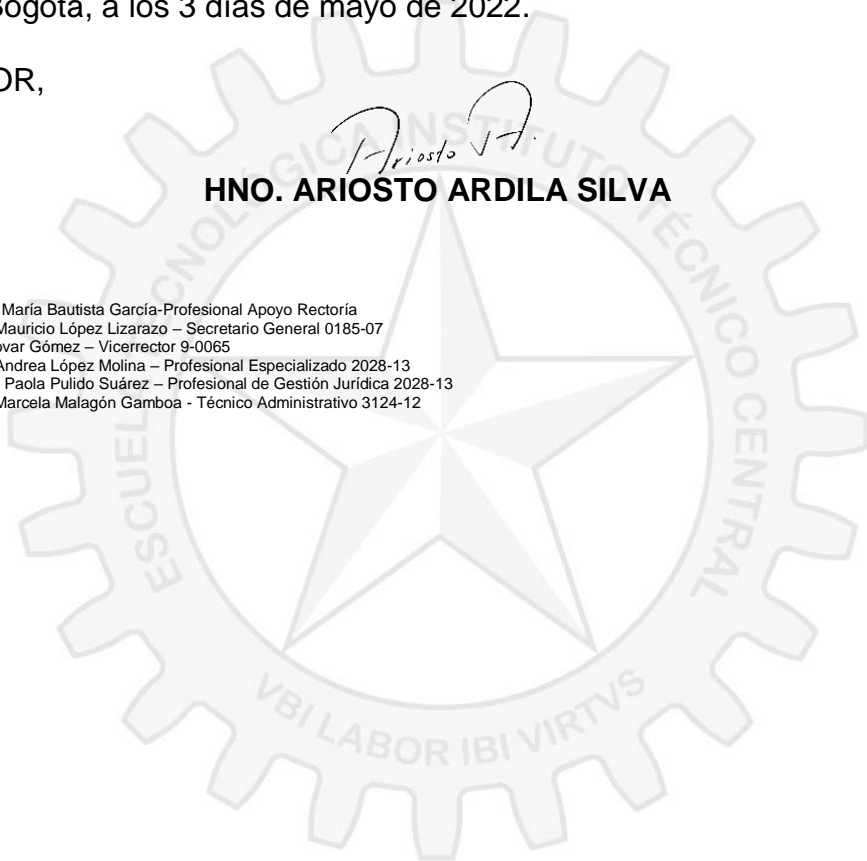 Bogotá, a los 3 días de mayo de 2022.
OR,
Ariosto A.
HNO. ARIOSTO ARDILA SILVA
María Bautista García-Profesional Apoyo Rectoría
Mauricio López Lizarazo – Secretario General 0185-07
ovar Gómez – Vicerrector 9-0065
Andrea López Molina – Profesional Especializado 2028-13
Paola Pulido Suárez – Profesional de Gestión Jurídica 2028-13
Marcela Malagón Gamboa - Técnico Administrativo 3124-12
ESCUELA TECNOLÓGICA INSTITUTO TÉCNICO CENTRAL
VBI LABOR IBI VIRTVS